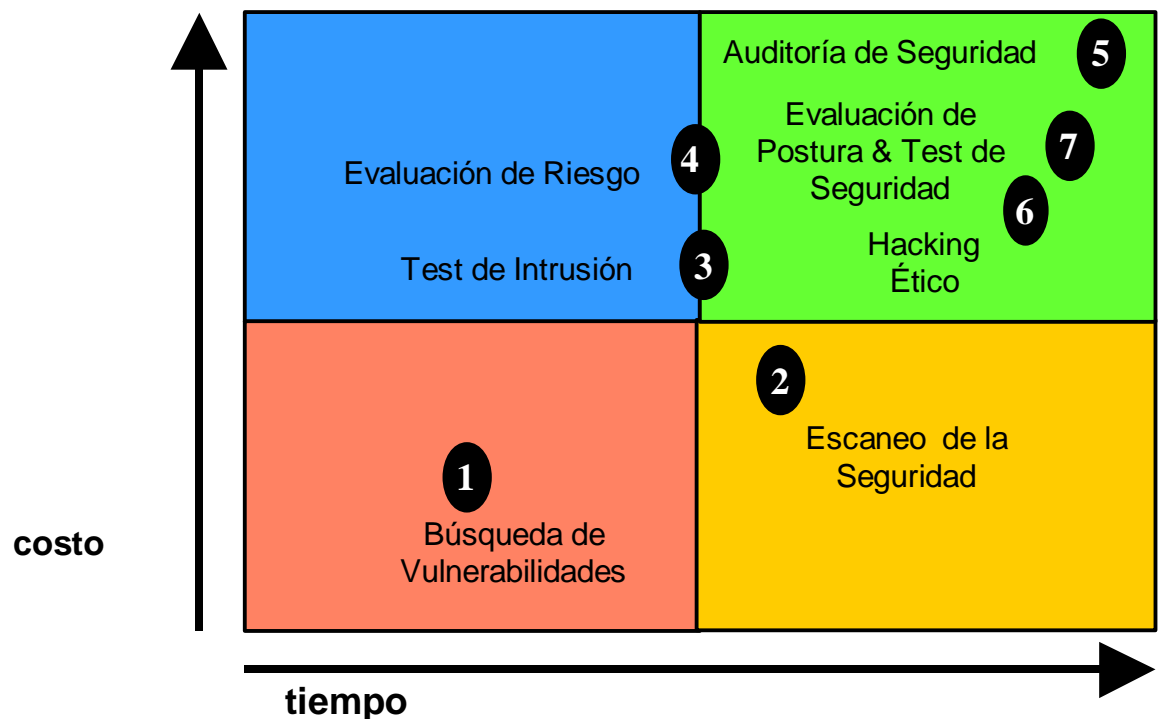 Auditoría de Seguridad
5
Evaluación de
Postura & Test de
Seguridad
7
4
Evaluación de Riesgo
6
Hacking
Ético
3
Test de Intrusión
2
Escaneo de la
Seguridad
1
Búsqueda de
Vulnerabilidades
costo
tiempo